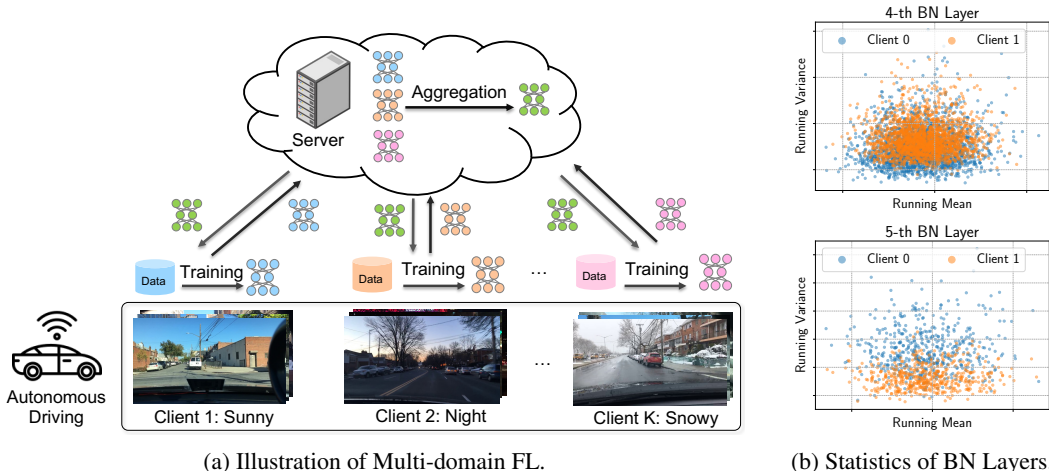 Server
Aggregation
Data
Training
Data
Training
...
Data
Training
Autonomous
Driving
Client 1: Sunny
Client 2: Night
...
Client K: Snowy
(a) Illustration of Multi-domain FL.
4-th BN Layer
Client 0
Client 1
Running Variance
Running Mean
5-th BN Layer
Client 0
Client 1
Running Variance
Running Mean
(b) Statistics of BN Layers